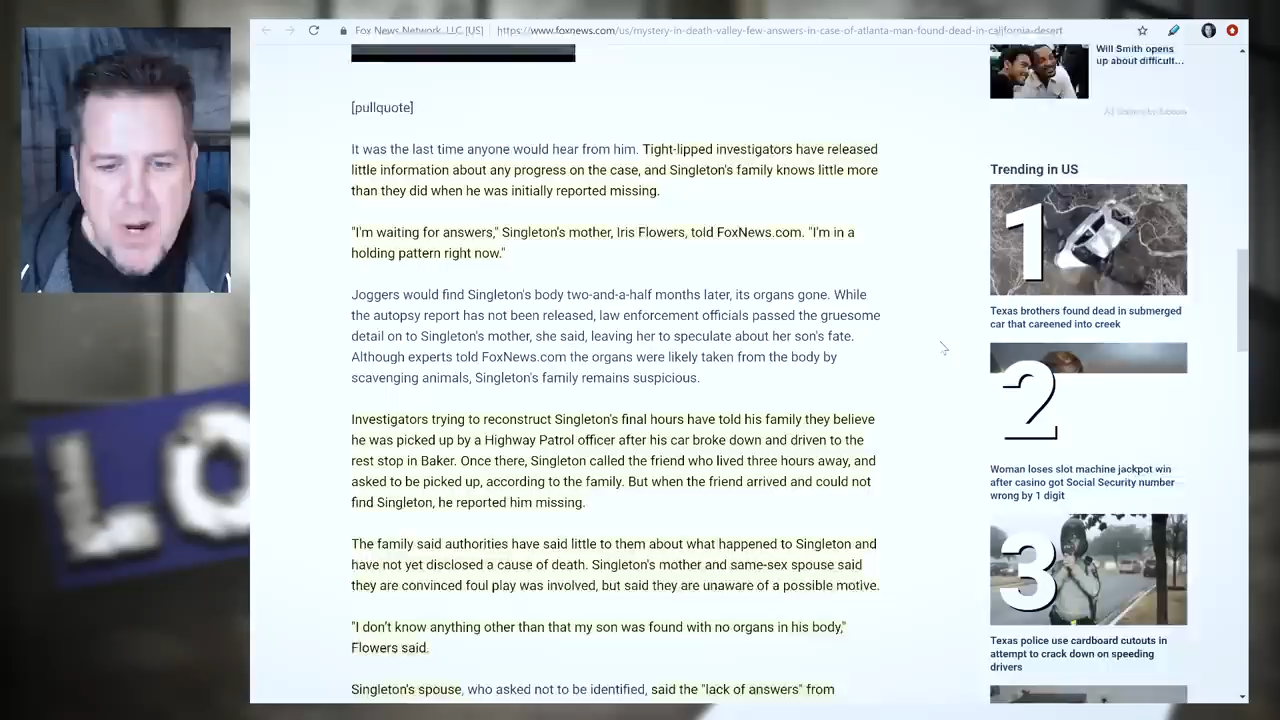 Fox News Network, LLC [US]
https://www.foxnews.com/us/mystery-in-death-valley-few-answers-in-case-of-atlanta-man-found-dead-in-california-desert
Will Smith opens
up about difficult...
[pullquote]
It was the last time anyone would hear from him. Tight-lipped investigators have released
little information about any progress on the case, and Singleton's family knows little more
than they did when he was initially reported missing.
"I'm waiting for answers," Singleton's mother, Iris Flowers, told FoxNews.com. "I'm in a
holding pattern right now."
Joggers would find Singleton's body two-and-a-half months later, its organs gone. While
the autopsy report has not been released, law enforcement officials passed the gruesome
detail on to Singleton's mother, she said, leaving her to speculate about her son's fate.
Although experts told FoxNews.com the organs were likely taken from the body by
scavenging animals, Singleton's family remains suspicious.
Investigators trying to reconstruct Singleton's final hours have told his family they believe
he was picked up by a Highway Patrol officer after his car broke down and driven to the
rest stop in Baker. Once there, Singleton called the friend who lived three hours away, and
asked to be picked up, according to the family. But when the friend arrived and could not
find Singleton, he reported him missing.
The family said authorities have said little to them about what happened to Singleton and
have not yet disclosed a cause of death. Singleton's mother and same-sex spouse said
they are convinced foul play was involved, but said they are unaware of a possible motive.
"I don't know anything other than that my son was found with no organs in his body,"
Flowers said.
Singleton's spouse, who asked not to be identified, said the "lack of answers" from
Trending in US
1
Texas brothers found dead in submerged
car that careened into creek
2
Woman loses slot machine jackpot win
after casino got Social Security number
wrong by 1 digit
3
Texas police use cardboard cutouts in
attempt to crack down on speeding
drivers
LO